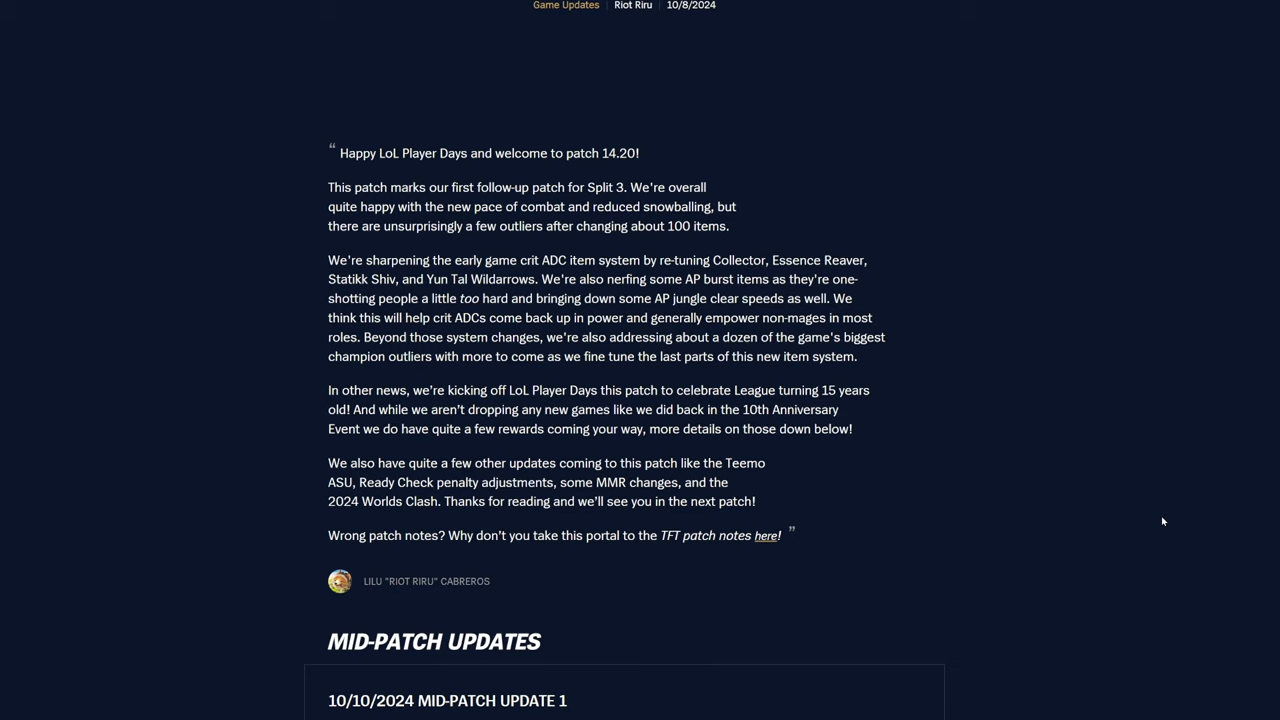 Game Updates | Riot Riru | 10/8/2024
“ Happy LoL Player Days and welcome to patch 14.20!
This patch marks our first follow-up patch for Split 3. We're overall
quite happy with the new pace of combat and reduced snowballing, but
there are unsurprisingly a few outliers after changing about 100 items.
We're sharpening the early game crit ADC item system by re-tuning Collector, Essence Reaver,
Statikk Shiv, and Yun Tal Wildarrows. We're also nerfing some AP burst items as they're one-
shotting people a little too hard and bringing down some AP jungle clear speeds as well. We
think this will help crit ADCs come back up in power and generally empower non-mages in most
roles. Beyond those system changes, we're also addressing about a dozen of the game's biggest
champion outliers with more to come as we fine tune the last parts of this new item system.
In other news, we’re kicking off LoL Player Days this patch to celebrate League turning 15 years
old! And while we aren’t dropping any new games like we did back in the 10th Anniversary
Event we do have quite a few rewards coming your way, more details on those down below!
We also have quite a few other updates coming to this patch like the Teemo
ASU, Ready Check penalty adjustments, some MMR changes, and the
2024 Worlds Clash. Thanks for reading and we’ll see you in the next patch!
Wrong patch notes? Why don’t you take this portal to the TFT patch notes here! ”
LILU "RIOT RIRU" CABREROS
MID-PATCH UPDATES
10/10/2024 MID-PATCH UPDATE 1